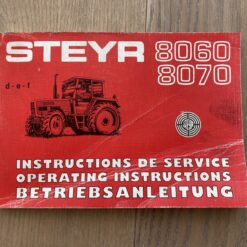 STEYR 8060
8070
d-e-f
INSTRUCTIONS DE SERVICE
OPERATING INSTRUCTIONS
BETRIEBSANLEITUNG